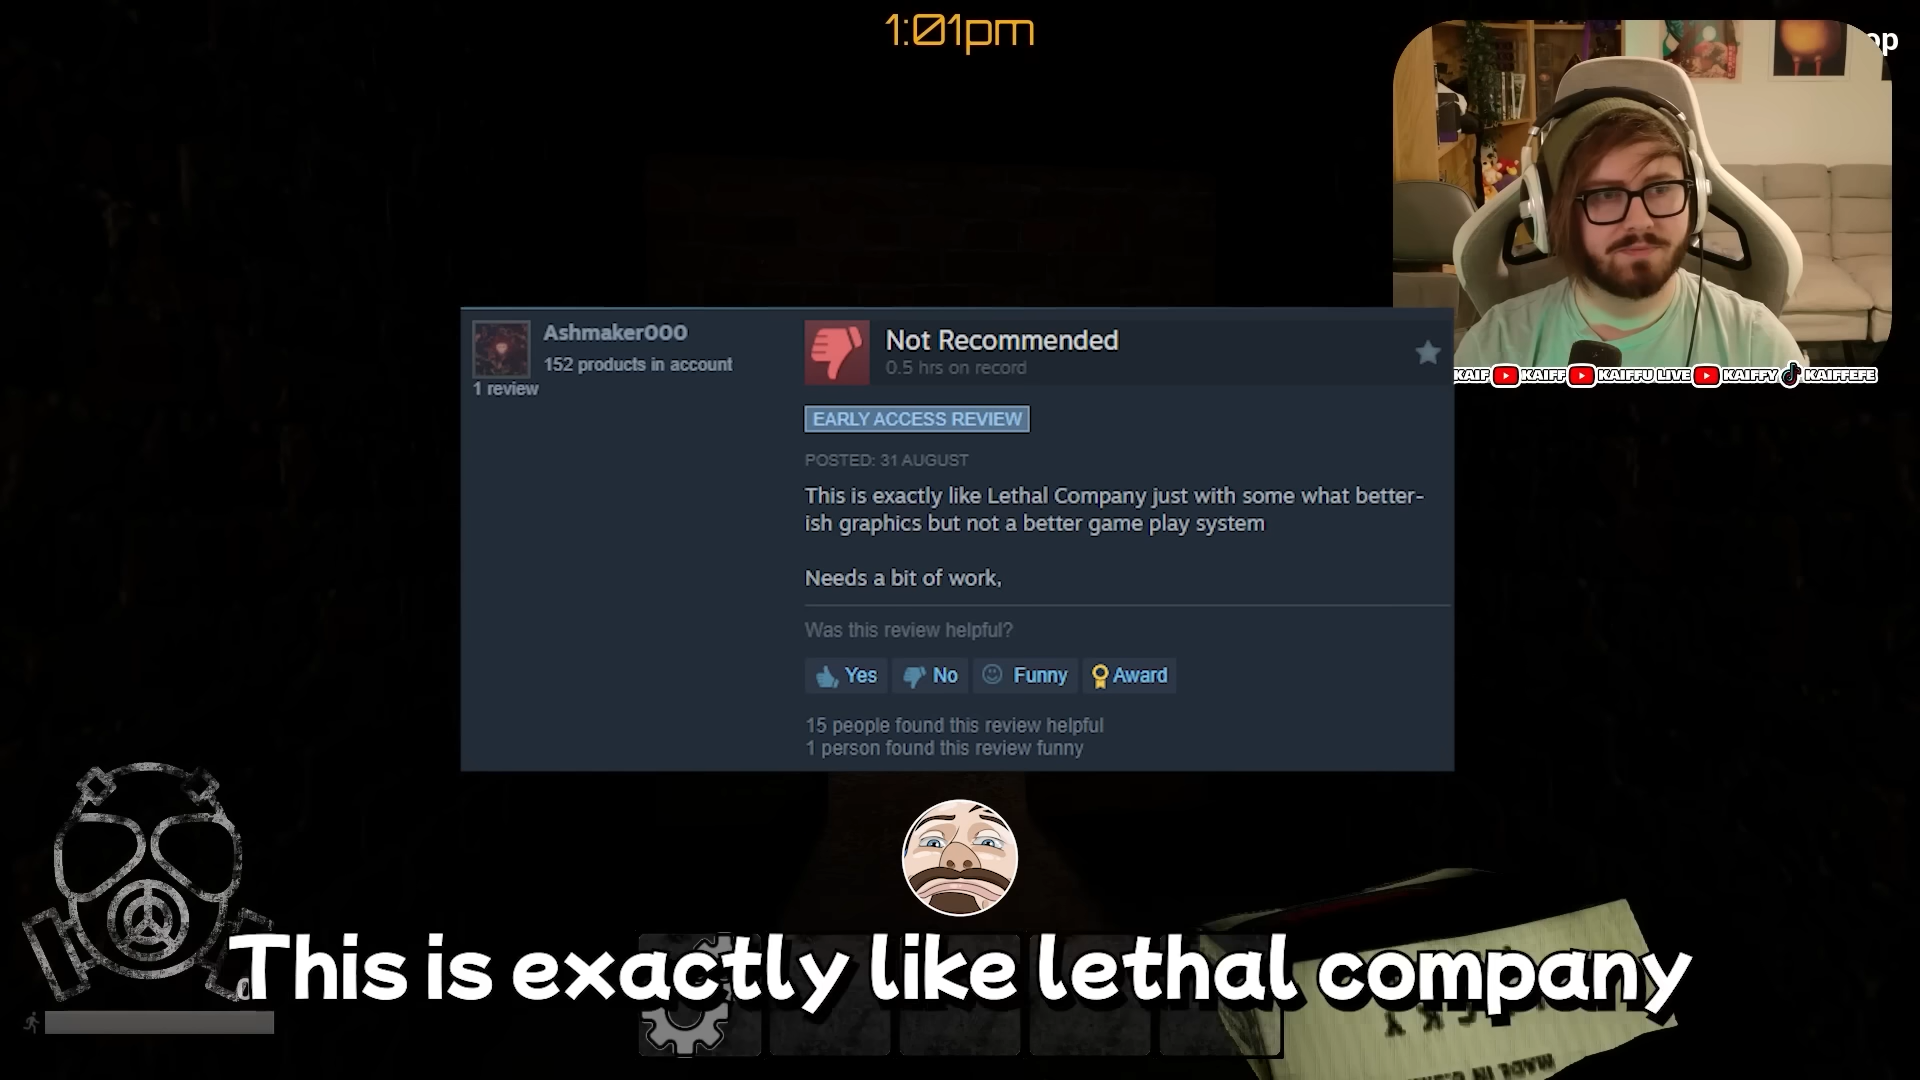 1:01pm
op
Ashmaker000
152 products in account
1 review
Not Recommended
0.5 hrs on record
EARLY ACCESS REVIEW
POSTED: 31 AUGUST
This is exactly like Lethal Company just with some what better-
ish graphics but not a better game play system
Needs a bit of work,
Was this review helpful?
Yes No Funny Award
15 people found this review helpful
1 person found this review funny
KAIF KAIFF KAIFFU LIVE KAIFFY KAIFFEFE
This is exactly like lethal company